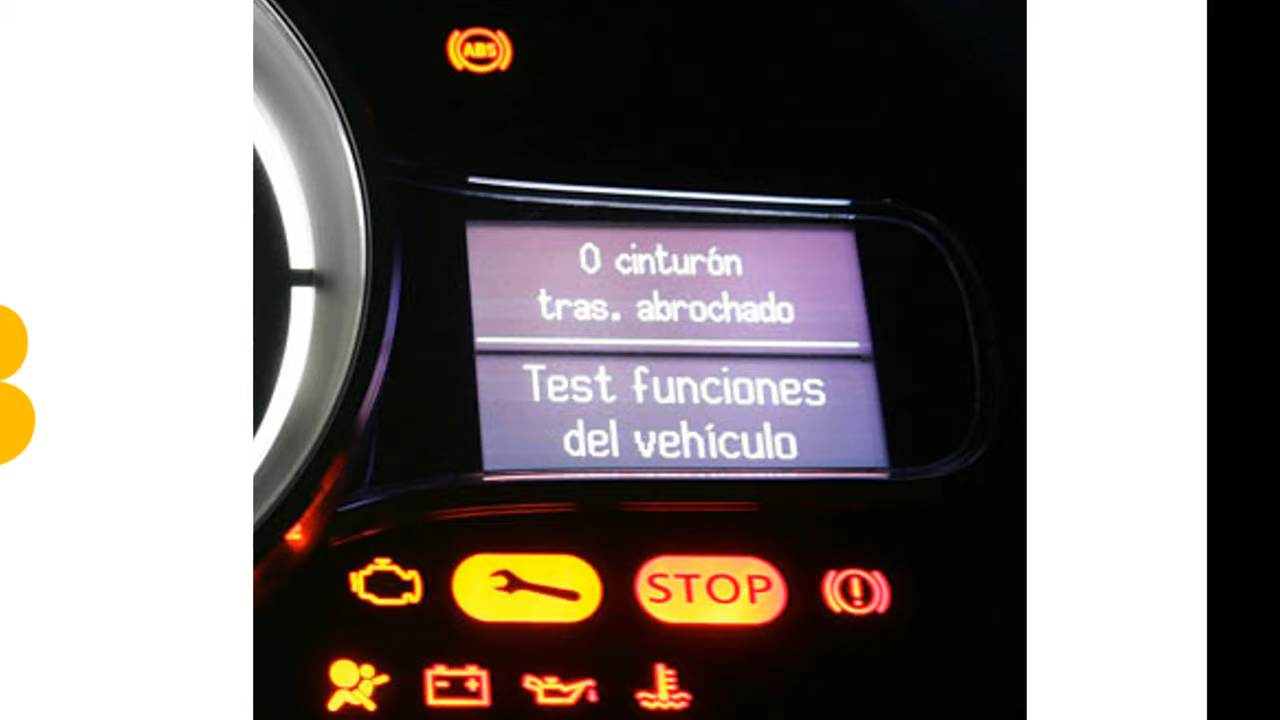 ABS
0 cinturón
tras. abrochado
Test funciones
del vehículo
STOP